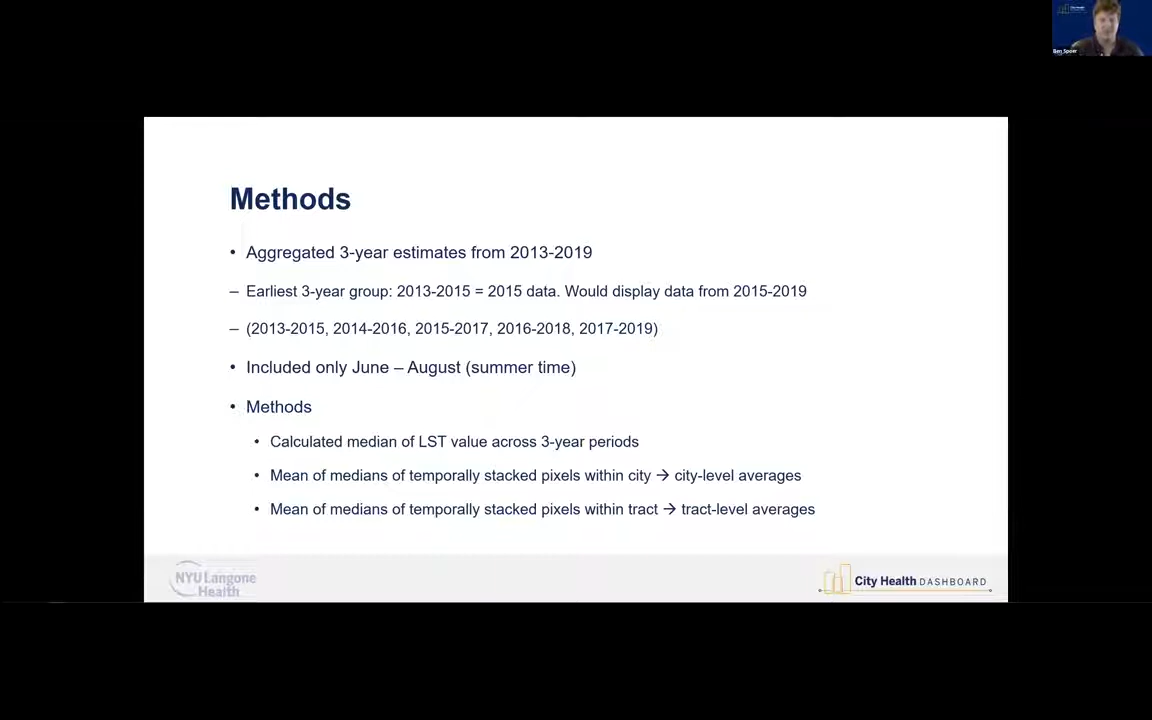 Ben Spoer
Methods
• Aggregated 3-year estimates from 2013-2019
– Earliest 3-year group: 2013-2015 = 2015 data. Would display data from 2015-2019
– (2013-2015, 2014-2016, 2015-2017, 2016-2018, 2017-2019)
• Included only June – August (summer time)
• Methods
• Calculated median of LST value across 3-year periods
• Mean of medians of temporally stacked pixels within city → city-level averages
• Mean of medians of temporally stacked pixels within tract → tract-level averages
NYU Langone
Health
City Health DASHBOARD